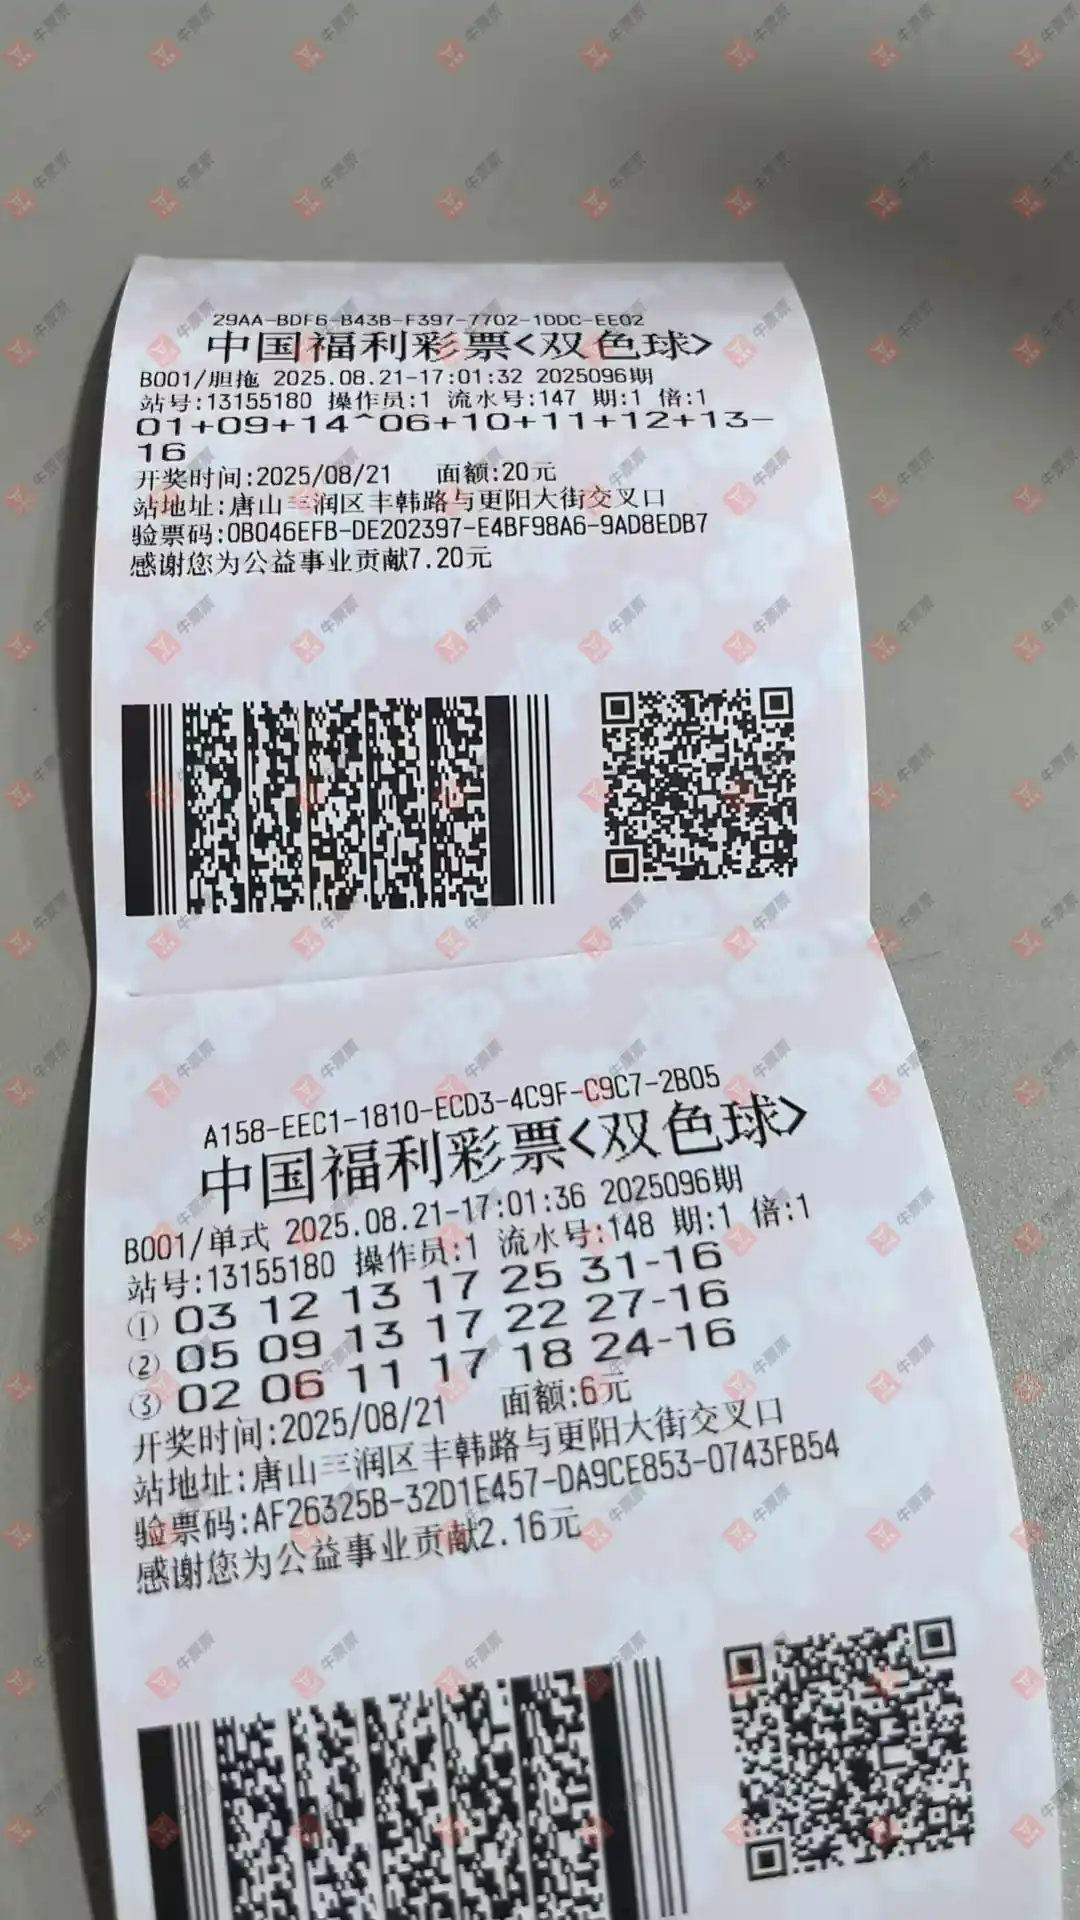 29AA-BDF6-B43B-F397-7702-1DDC-EE02
中国福利彩票<双色球>
B001/胆拖 2025.08.21-17:01:32 2025096期
站号:13155180 操作员:1 流水号:147 期:1 倍:1
01+09+14^06+10+11+12+13-
16
开奖时间:2025/08/21 面额:20元
站地址:唐山三润区丰韩路与更阳大街交叉口
验票码:0B046EFB-DE202397-E4BF98A6-9AD8EDB7
感谢您为公益事业贡献7.20元
A158-EEC1-1810-ECD3-4C9F-C9C7-2B05
中国福利彩票<双色球>
B001/单式 2025.08.21-17:01:36 2025096期
站号:13155180 操作员:1 流水号:148 期:1 倍:1
① 03 12 13 17 25 31-16
② 05 09 13 17 22 27-16
③ 02 06 11 17 18 24-16
开奖时间:2025/08/21 面额:6元
站地址:唐山三润区丰韩路与更阳大街交叉口
验票码:AF26325B-32D1E457-DA9CE853-0743FB54
感谢您为公益事业贡献2.16元
牛票票